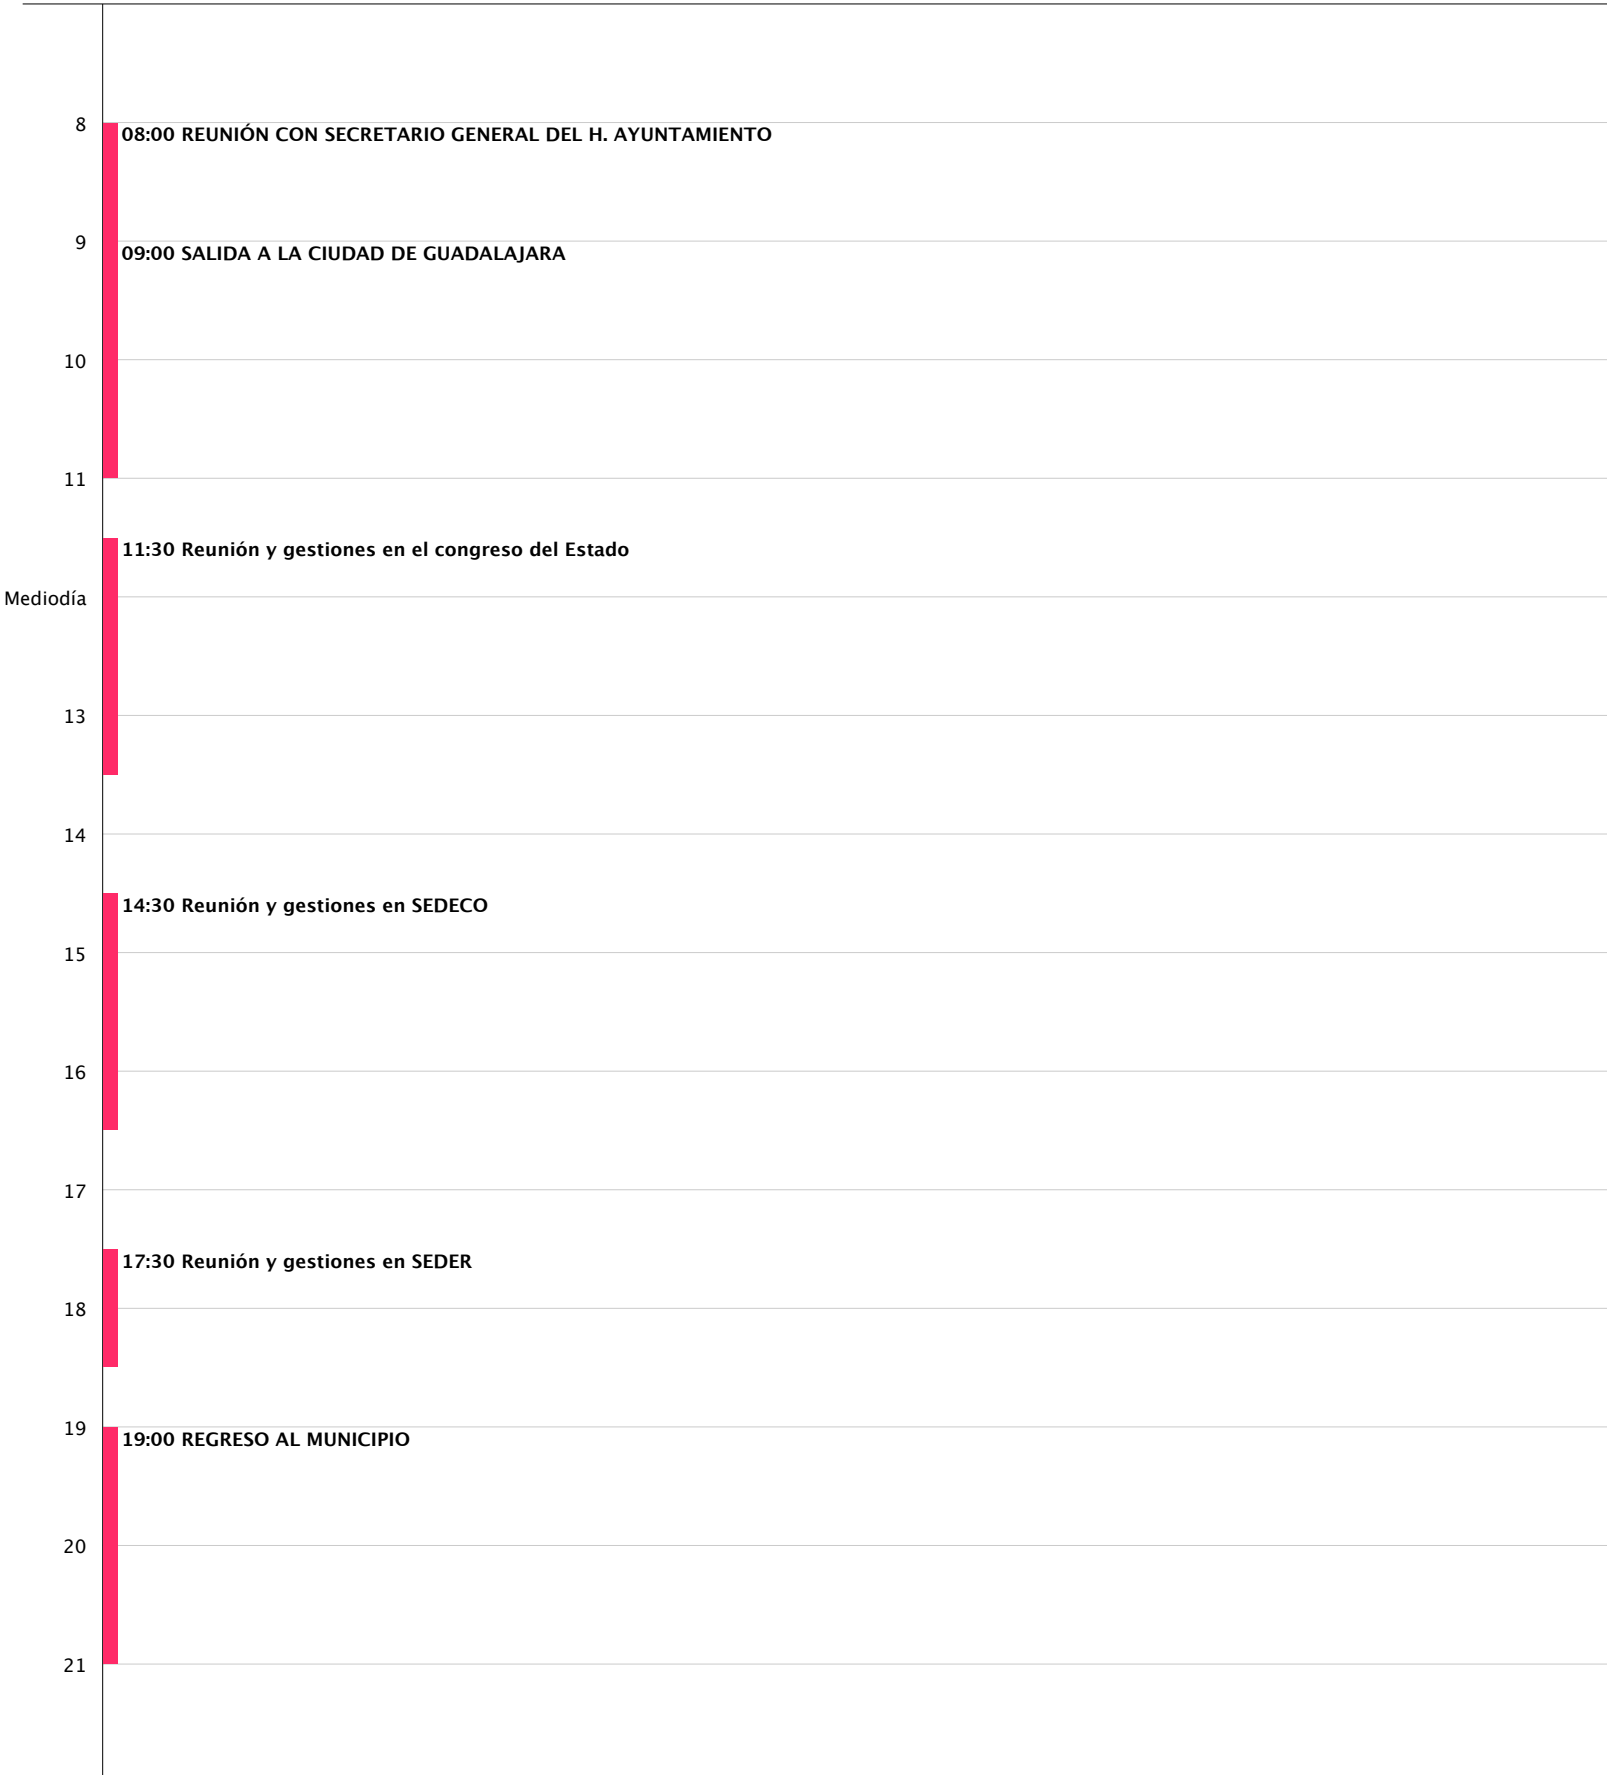 8
08:00 REUNIÓN CON SECRETARIO GENERAL DEL H. AYUNTAMIENTO
9
09:00 SALIDA A LA CIUDAD DE GUADALAJARA
10
11
11:30 Reunión y gestiones en el congreso del Estado
Mediodía
13
14
14:30 Reunión y gestiones en SEDECO
15
16
17
17:30 Reunión y gestiones en SEDER
18
19
19:00 REGRESO AL MUNICIPIO
20
21